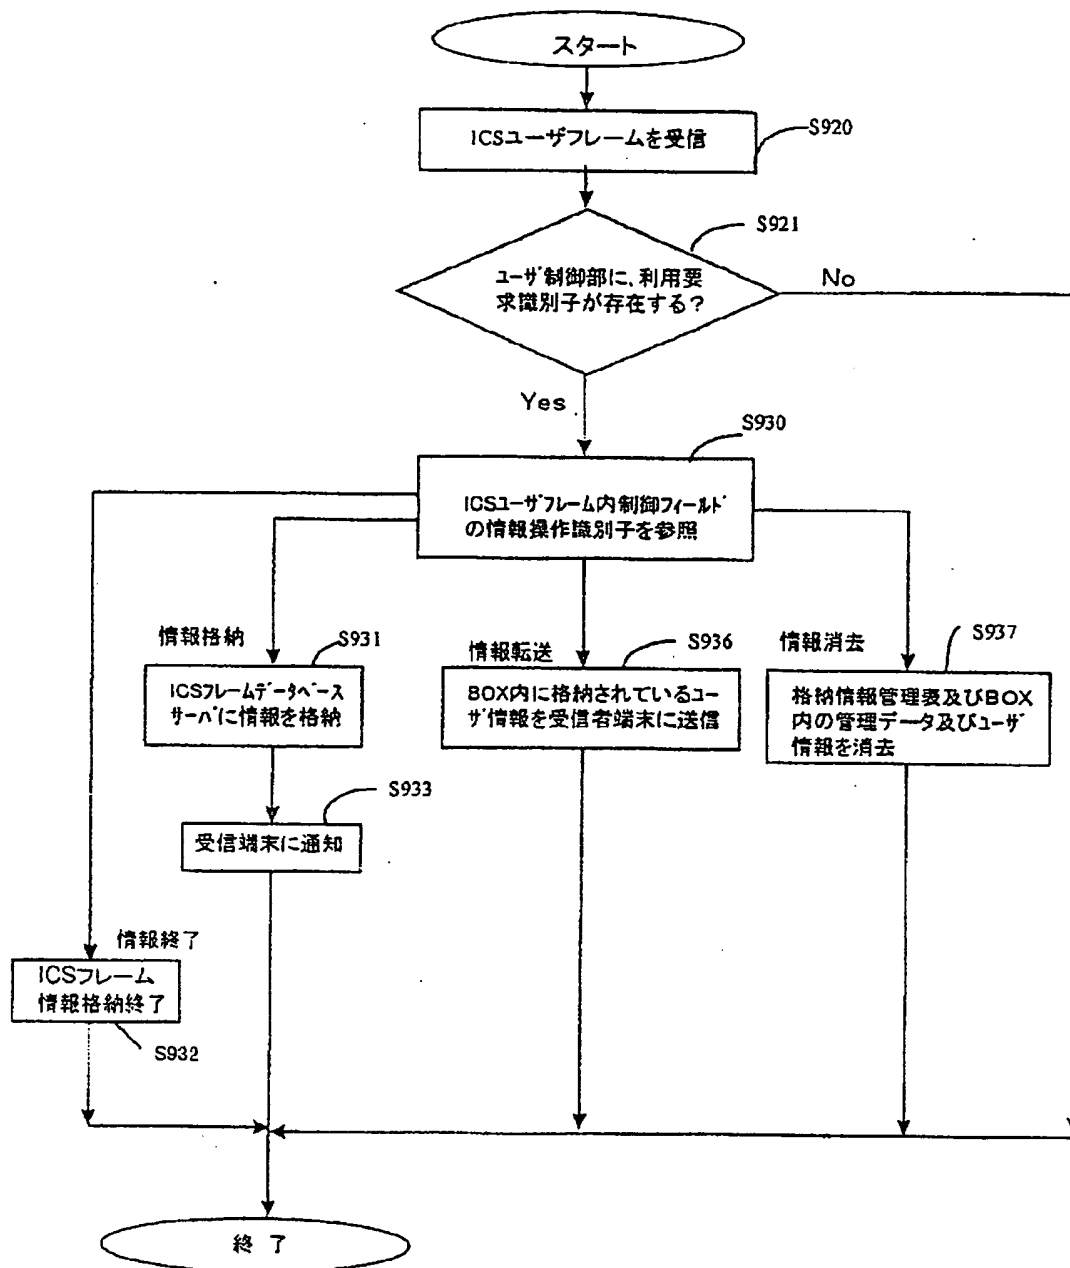 スタート
ICSユーザフレームを受信
S920
S921
ユーザ制御部に、利用要
求識別子が存在する?
No
Yes
S930
ICSユーザフレーム内制御フィールド
の情報操作識別子を参照
情報格納
S931
ICSフレームデータベース
サーバに情報を格納
情報転送
S936
BOX内に格納されているユー
ザ情報を受信者端末に送信
情報消去
S937
格納情報管理表及びBOX
内の管理データ及びユーザ
情報を消去
S933
受信端末に通知
情報終了
ICSフレーム
情報格納終了
S932
終 了